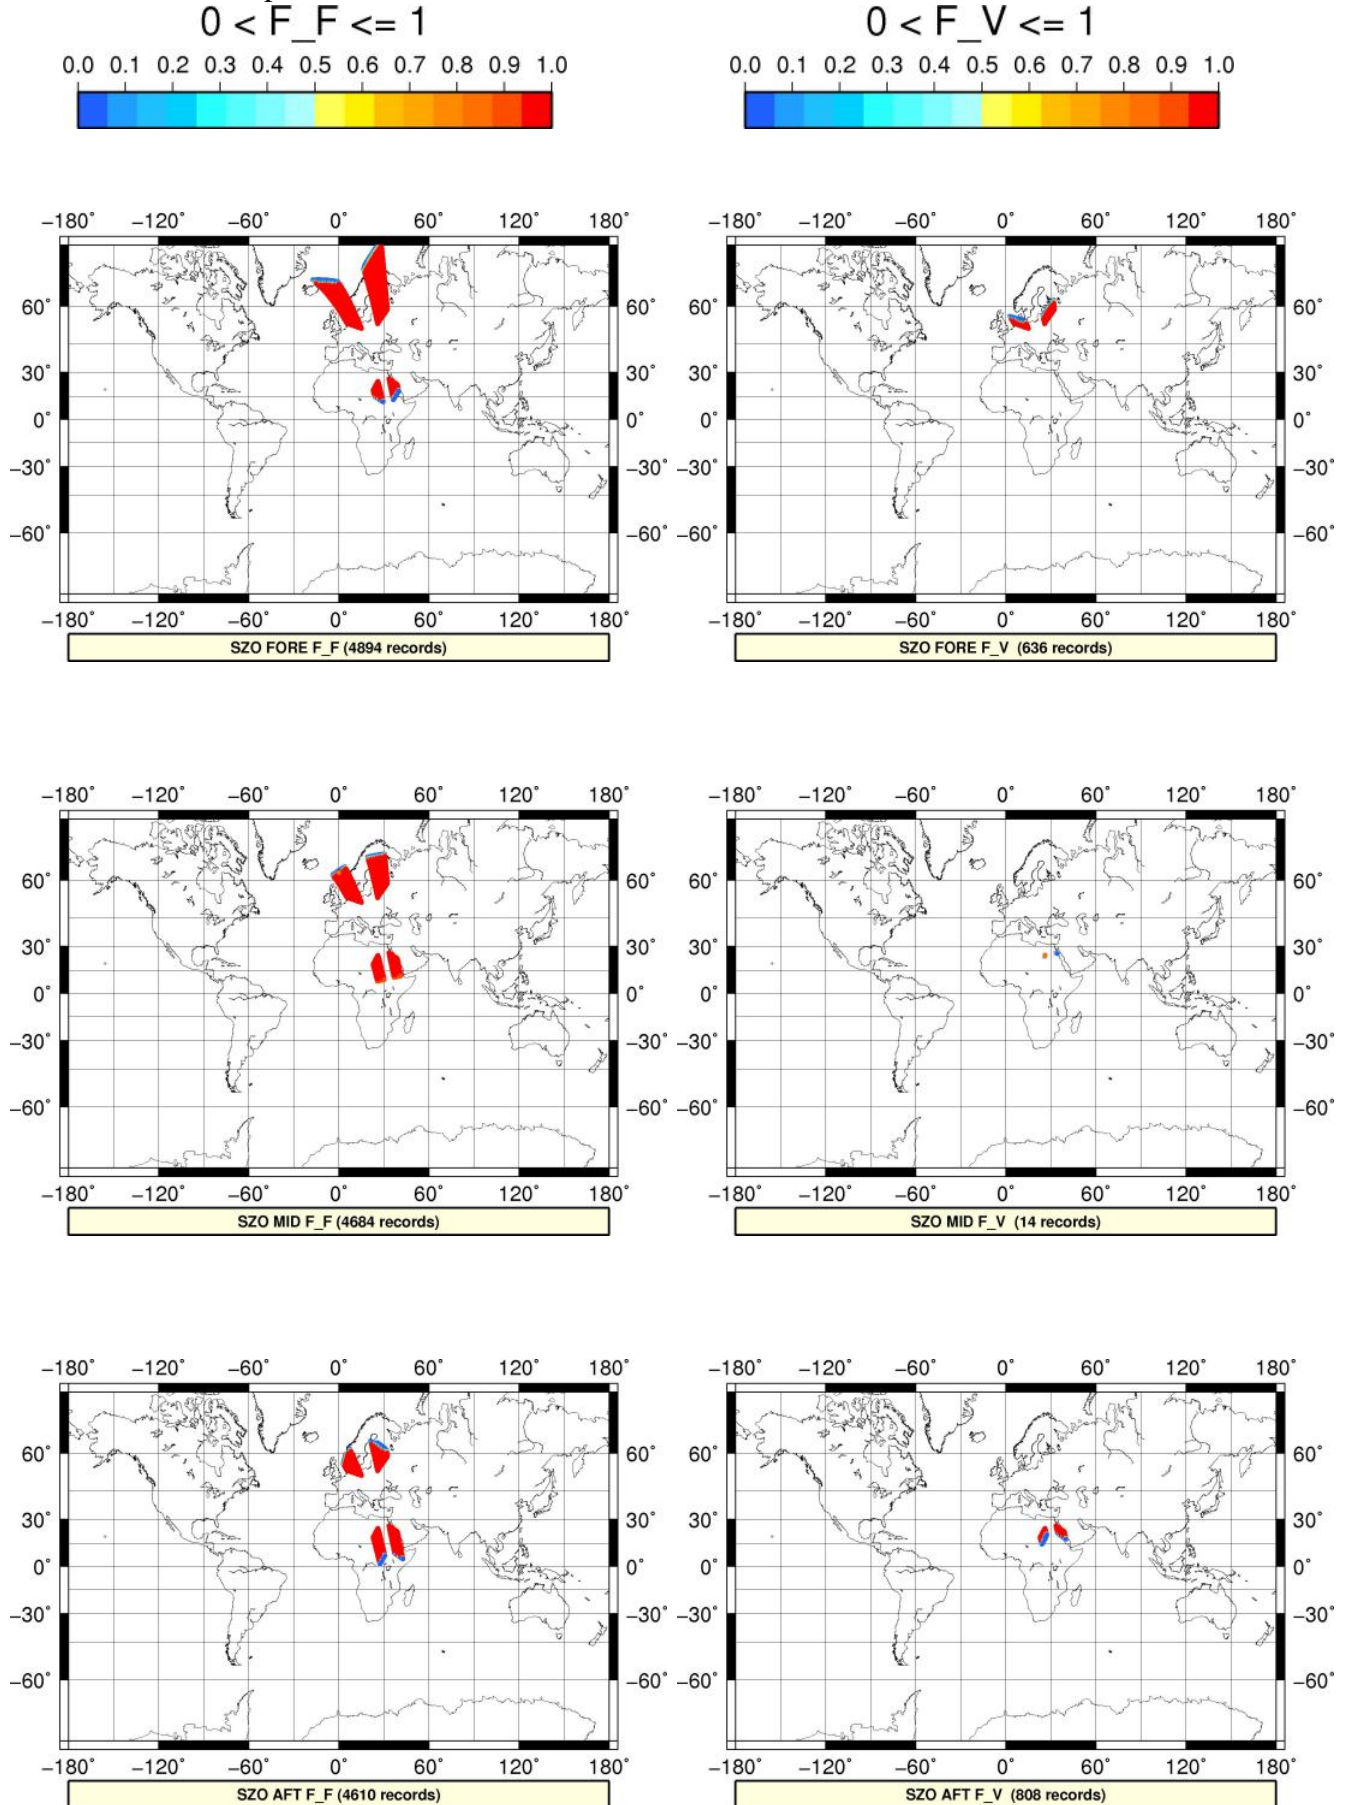 0 < F_F <= 1
0 < F_V <= 1
0.0 0.1 0.2 0.3 0.4 0.5 0.6 0.7 0.8 0.9 1.0
0.0 0.1 0.2 0.3 0.4 0.5 0.6 0.7 0.8 0.9 1.0
−180˚ −120˚ −60˚ 0˚ 60˚ 120˚ 180˚
−180˚ −120˚ −60˚ 0˚ 60˚ 120˚ 180˚
60˚ 60˚ 60˚
30˚ 30˚ 30˚
0˚ 0˚ 0˚
−30˚ −30˚ −30˚ −30˚
−60˚ −60˚ −60˚ −60˚
−180˚ −120˚ −60˚ 0˚ 60˚ 120˚ 180˚
−180˚ −120˚ −60˚ 0˚ 60˚ 120˚ 180˚
SZO FORE F_F (4894 records)
SZO FORE F_V (636 records)
−180˚ −120˚ −60˚ 0˚ 60˚ 120˚ 180˚
−180˚ −120˚ −60˚ 0˚ 60˚ 120˚ 180˚
60˚ 60˚ 60˚
30˚ 30˚ 30˚
0˚ 0˚ 0˚
−30˚ −30˚ −30˚ −30˚
−60˚ −60˚ −60˚ −60˚
−180˚ −120˚ −60˚ 0˚ 60˚ 120˚ 180˚
−180˚ −120˚ −60˚ 0˚ 60˚ 120˚ 180˚
SZO MID F_F (4684 records)
SZO MID F_V (14 records)
−180˚ −120˚ −60˚ 0˚ 60˚ 120˚ 180˚
−180˚ −120˚ −60˚ 0˚ 60˚ 120˚ 180˚
60˚ 60˚ 60˚
30˚ 30˚ 30˚
0˚ 0˚ 0˚
−30˚ −30˚ −30˚ −30˚
−60˚ −60˚ −60˚ −60˚
−180˚ −120˚ −60˚ 0˚ 60˚ 120˚ 180˚
−180˚ −120˚ −60˚ 0˚ 60˚ 120˚ 180˚
SZO AFT F_F (4610 records)
SZO AFT F_V (808 records)